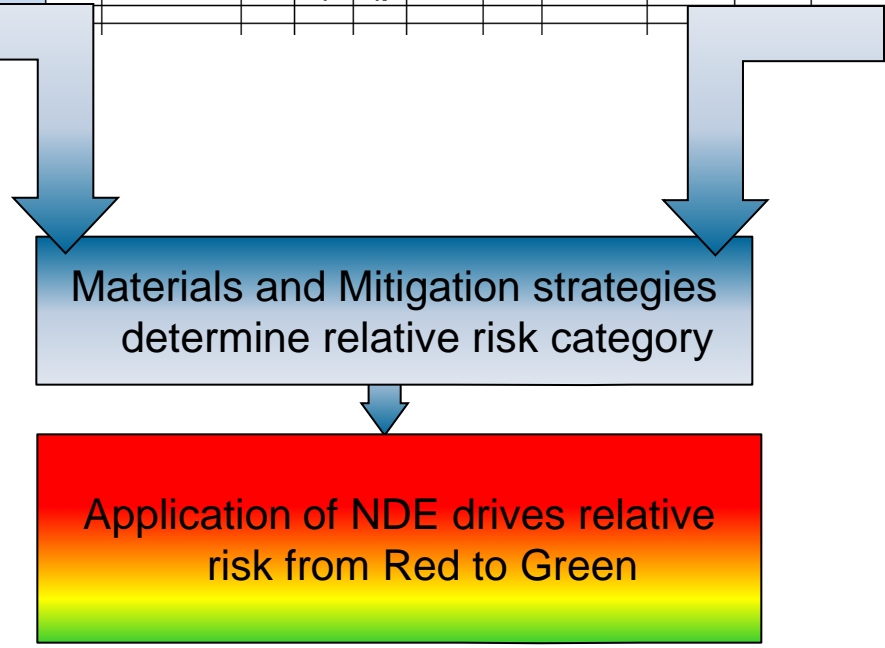 Materials and Mitigation strategies
determine relative risk category
Application of NDE drives relative
risk from Red to Green